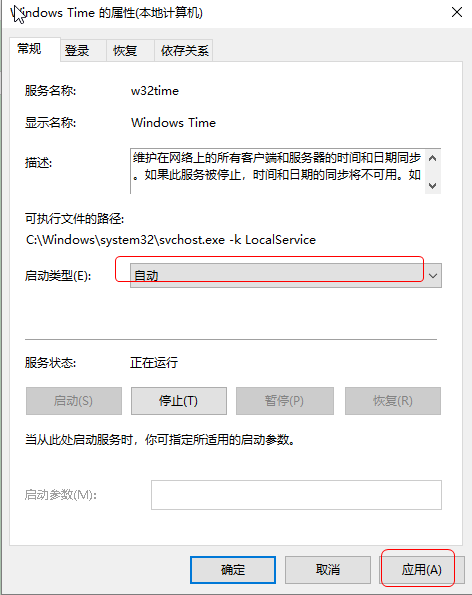 Windows Time 的属性(本地计算机)
常规 登录 恢复 依存关系
服务名称: w32time
显示名称: Windows Time
描述: 维护在网络上的所有客户端和服务器的时间和日期同步
。如果此服务被停止，时间和日期的同步将不可用。如
可执行文件的路径:
C:\Windows\system32\svchost.exe -k LocalService
启动类型(E): 自动
服务状态: 正在运行
启动(S) 停止(T) 暂停(P) 恢复(R)
当从此处启动服务时，你可指定所适用的启动参数。
启动参数(M):
确定 取消 应用(A)